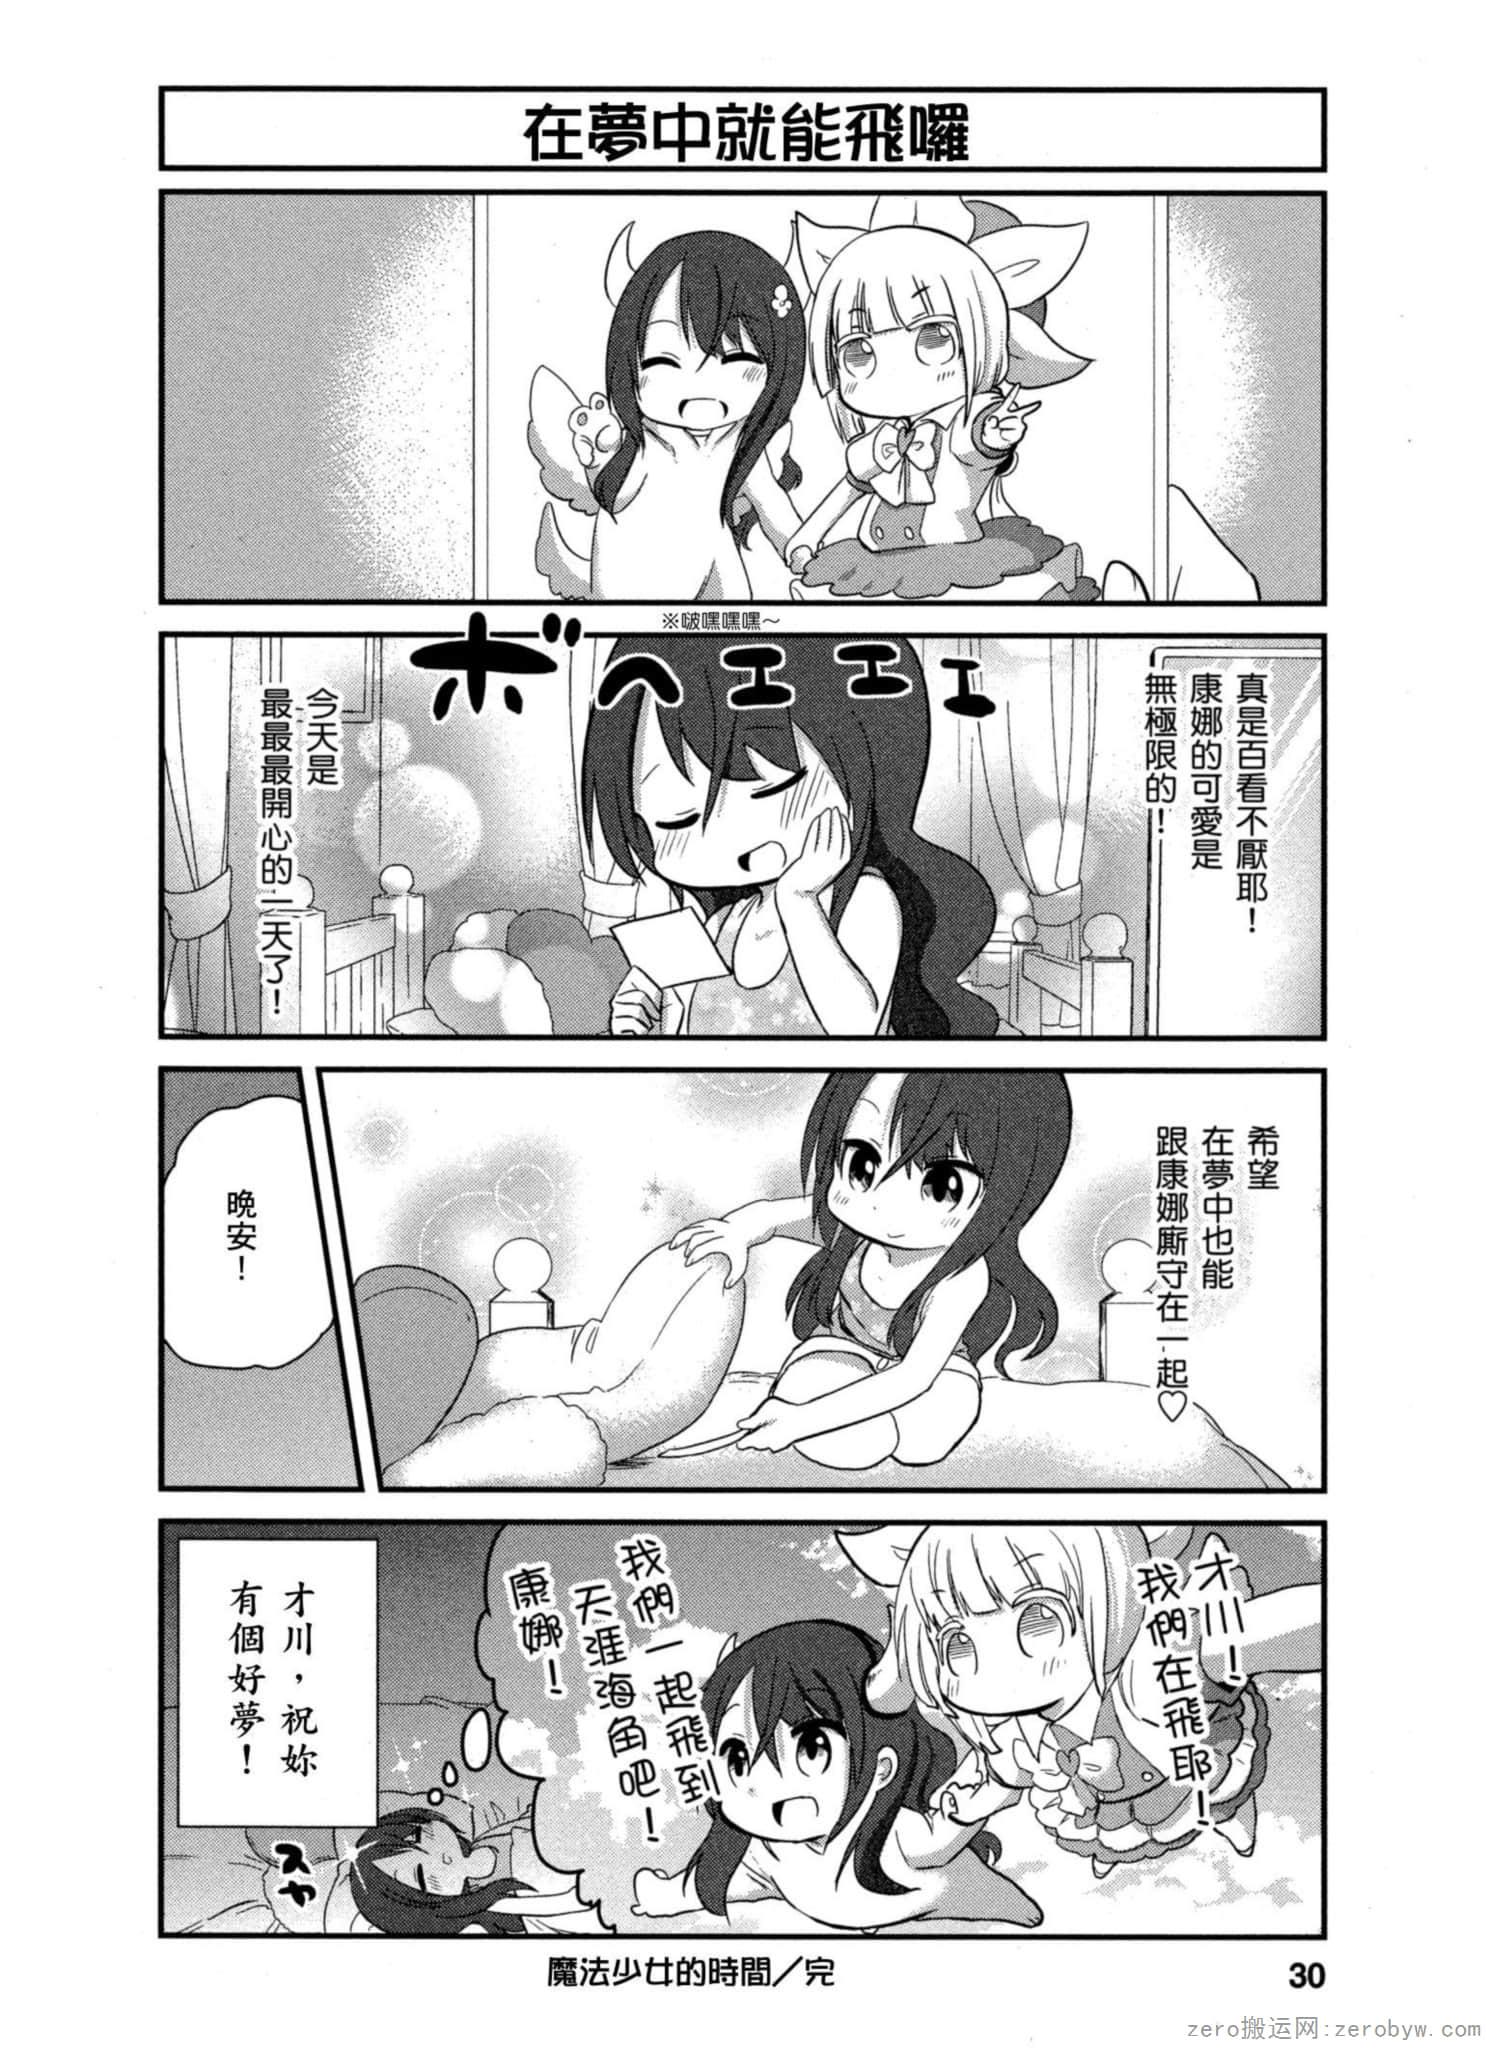 在夢中就能飛囉
※啵嘿嘿嘿～
ボヘエエエ
真是百看不厭耶！
康娜的可愛是
無極限的！
今天是
最最最開心的一天了！
希望
在夢中也能
跟康娜廝守在一起♡
晚安！
才川！
我們在飛耶！
我們一起飛到
天涯海角吧！
康娜！
才川，祝妳
有個好夢！
スヤ
魔法少女的時間／完
30
zero搬运网:zerobyw.com